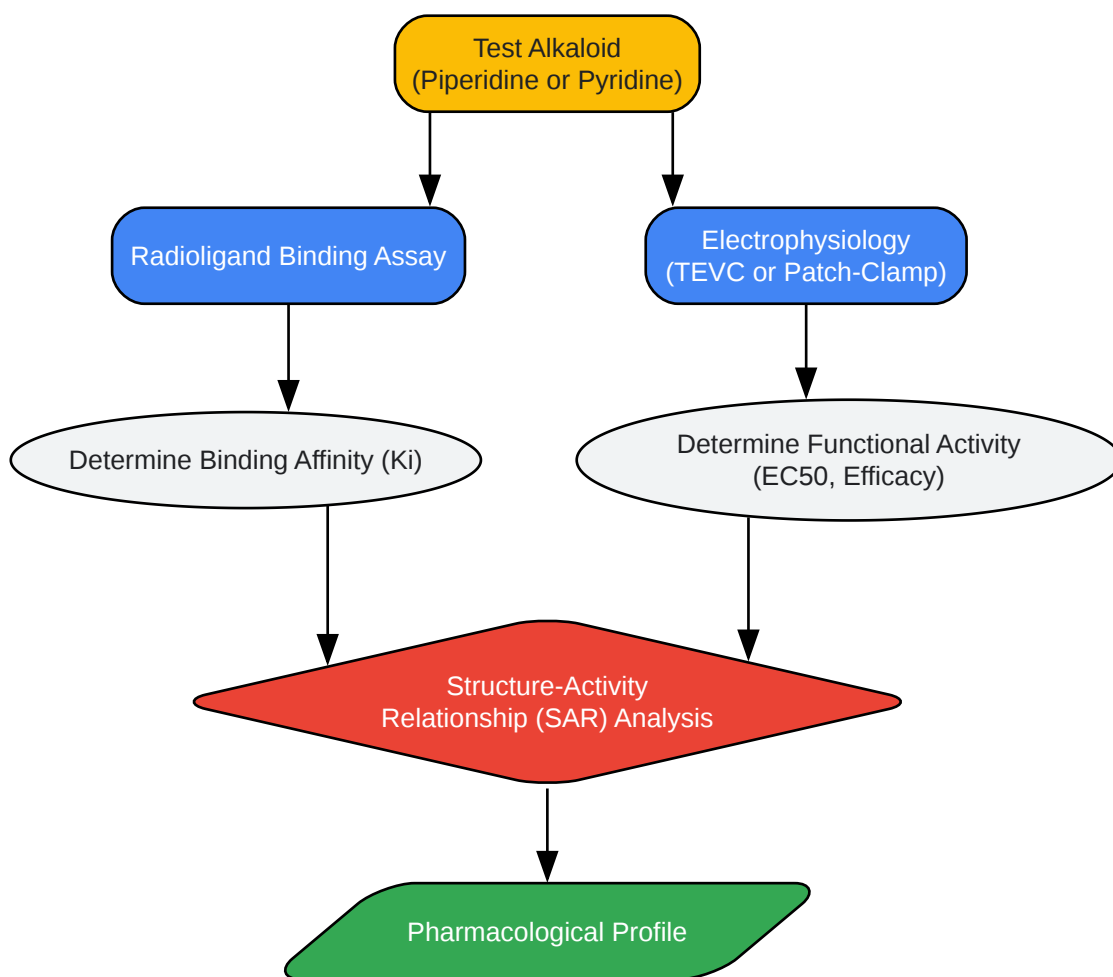 Test Alkaloid
(Piperidine or Pyridine)
Radioligand Binding Assay
Electrophysiology
(TEVC or Patch-Clamp)
Determine Binding Affinity (Ki)
Determine Functional Activity
(EC50, Efficacy)
Structure-Activity
Relationship (SAR) Analysis
Pharmacological Profile